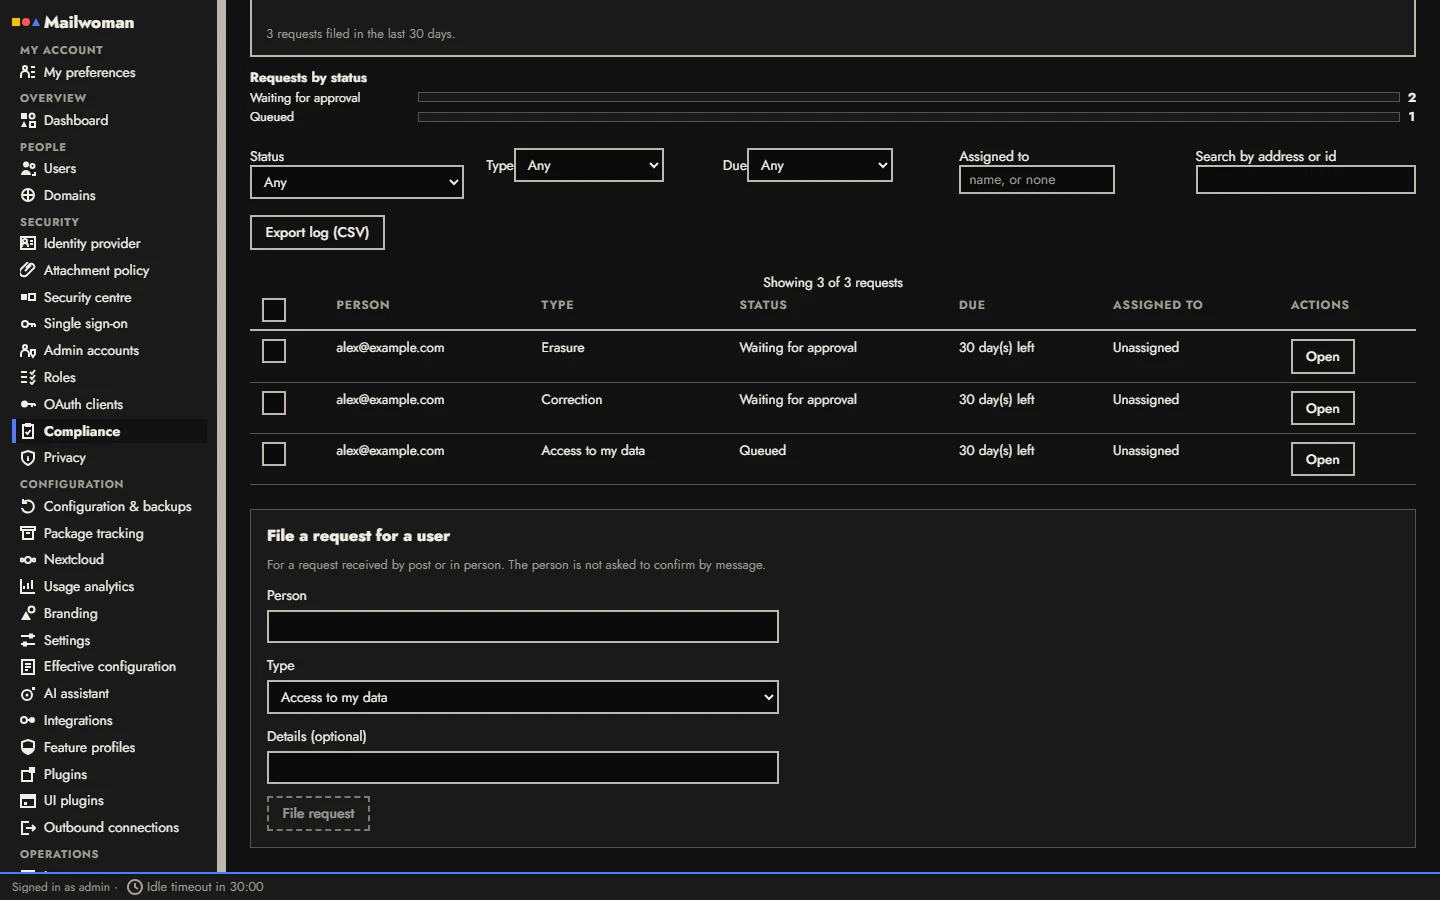 Mailwoman
MY ACCOUNT
My preferences
OVERVIEW
Dashboard
PEOPLE
Users
Domains
SECURITY
Identity provider
Attachment policy
Security centre
Single sign-on
Admin accounts
Roles
OAuth clients
Compliance
Privacy
CONFIGURATION
Configuration & backups
Package tracking
Nextcloud
Usage analytics
Branding
Settings
Effective configuration
AI assistant
Integrations
Feature profiles
Plugins
UI plugins
Outbound connections
OPERATIONS
3 requests filed in the last 30 days.
Requests by status
Waiting for approval 2
Queued 1
Status Any
Type Any
Due Any
Assigned to name, or none
Search by address or id
Export log (CSV)
Showing 3 of 3 requests
PERSON TYPE STATUS DUE ASSIGNED TO ACTIONS
alex@example.com Erasure Waiting for approval 30 day(s) left Unassigned Open
alex@example.com Correction Waiting for approval 30 day(s) left Unassigned Open
alex@example.com Access to my data Queued 30 day(s) left Unassigned Open
File a request for a user
For a request received by post or in person. The person is not asked to confirm by message.
Person
Type
Access to my data
Details (optional)
File request
Signed in as admin · Idle timeout in 30:00